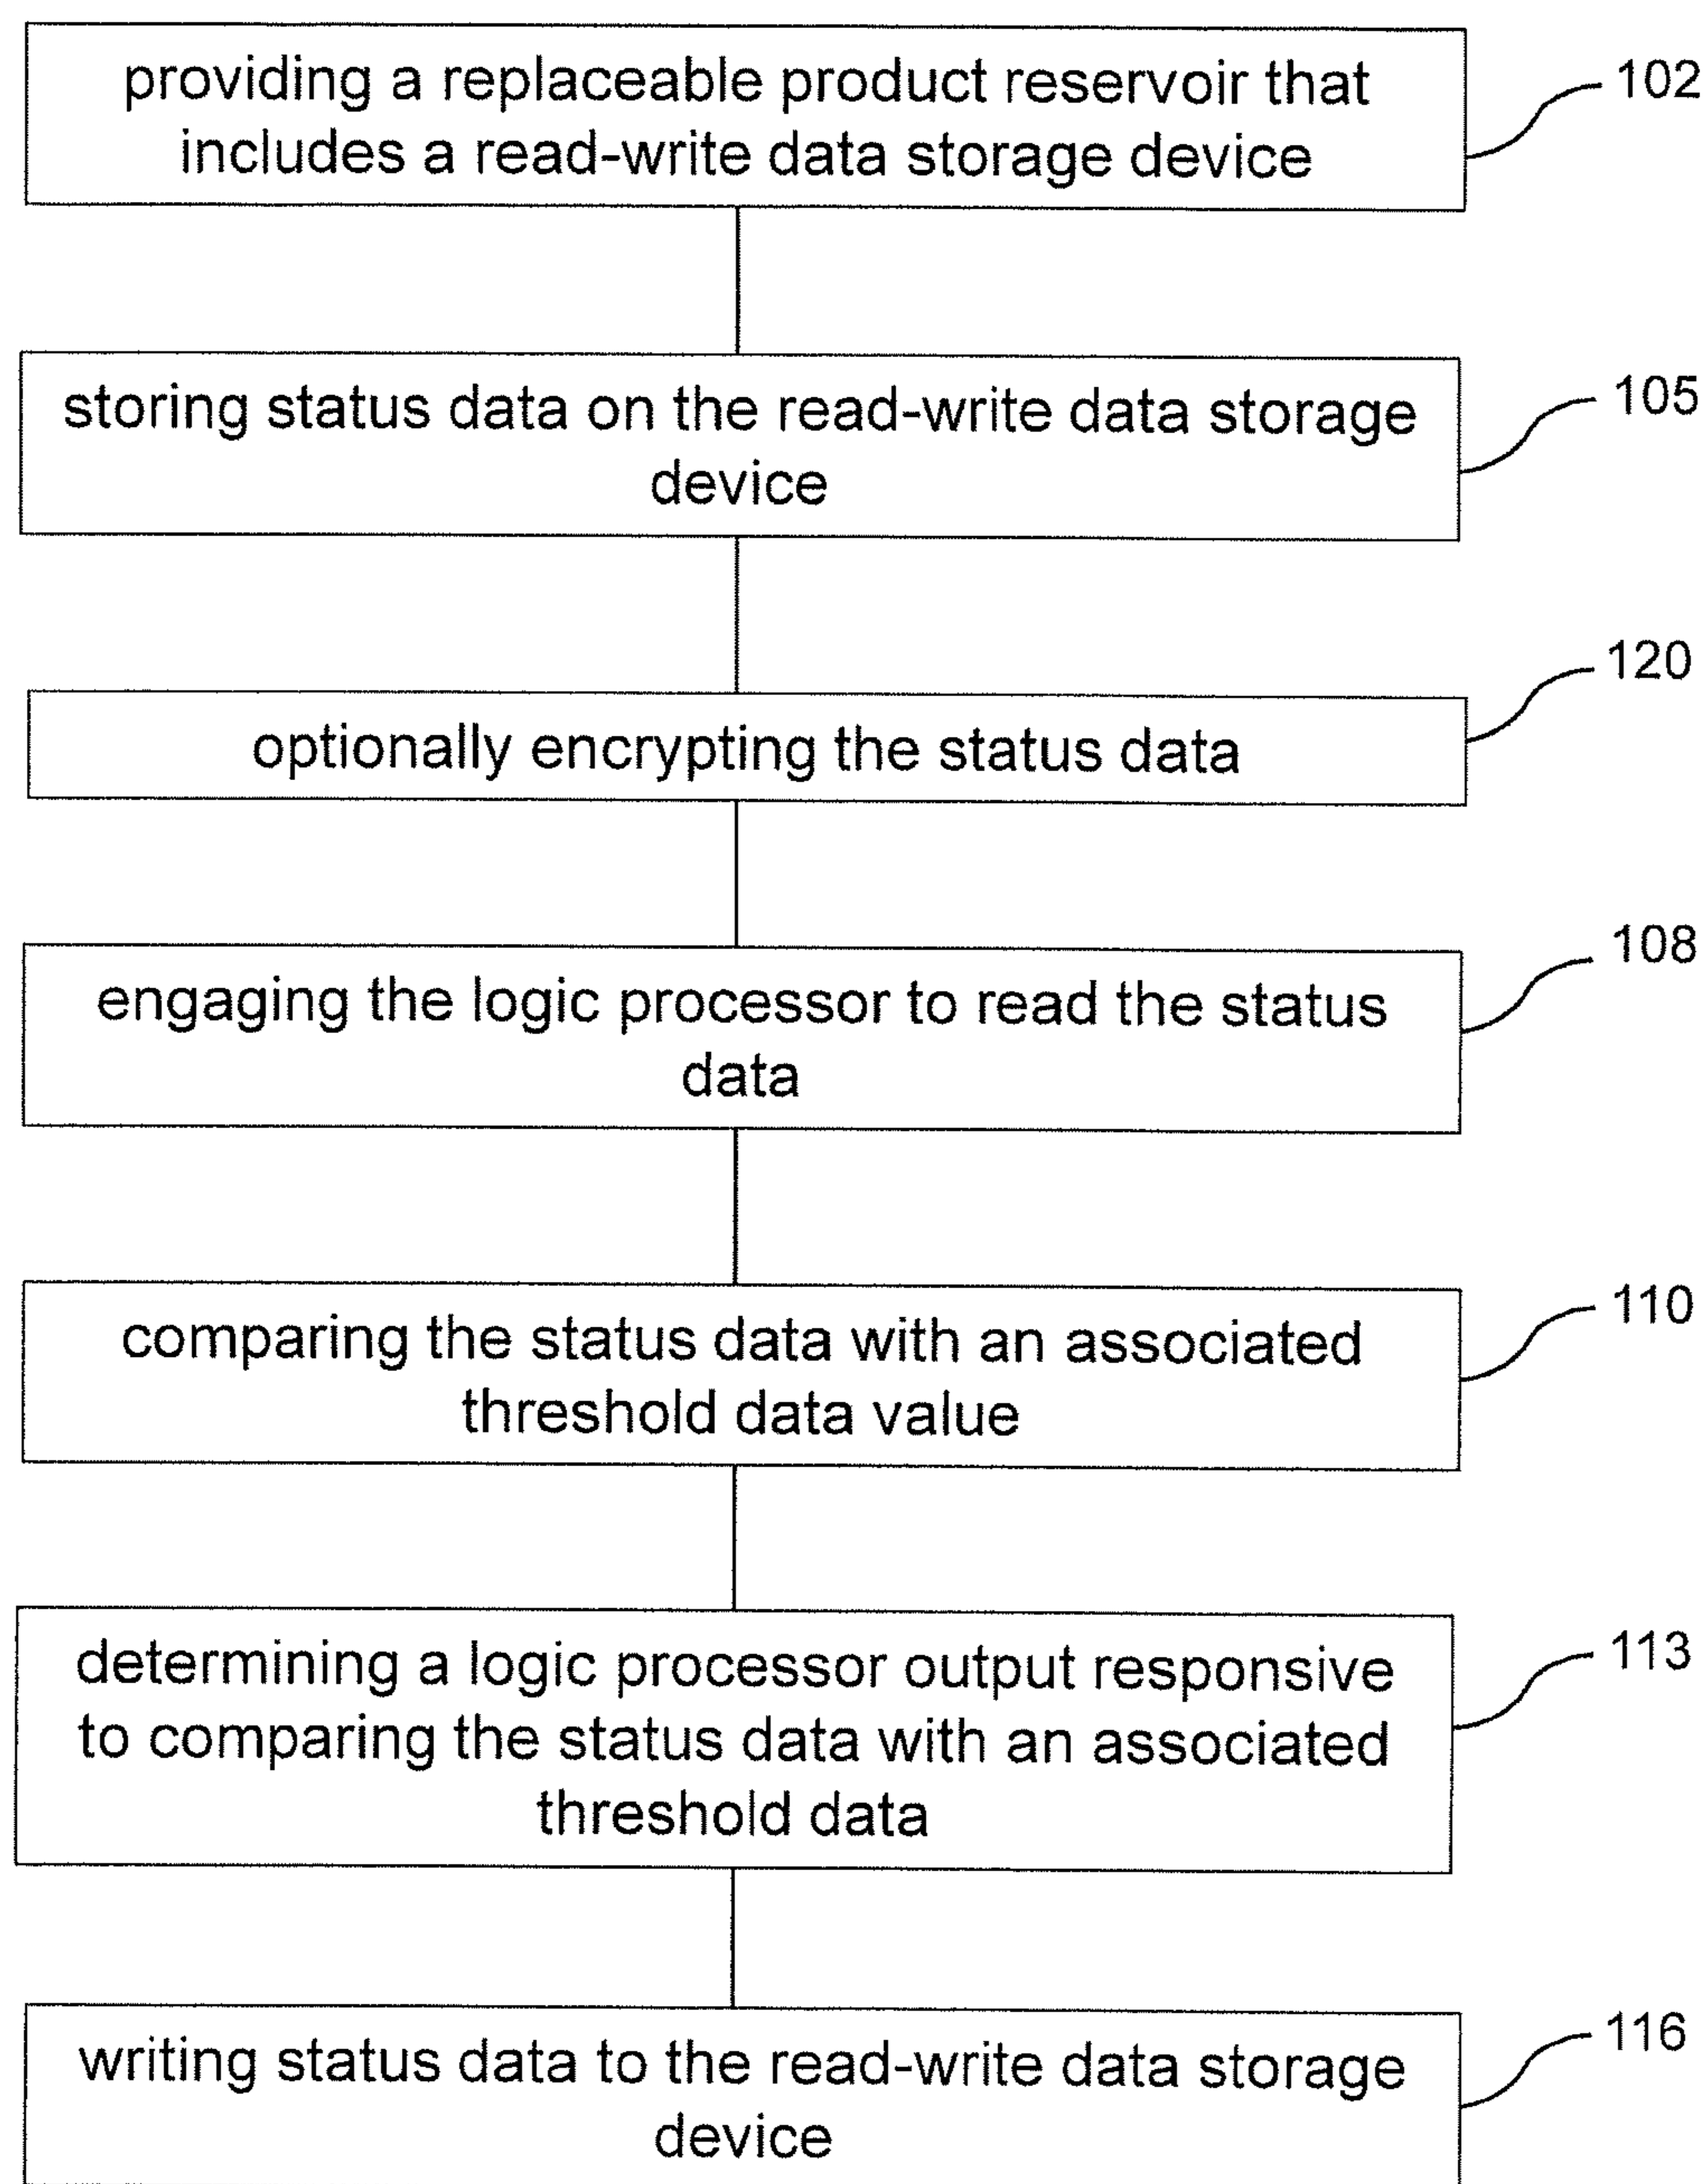 providing a replaceable product reservoir that
includes a read-write data storage device
102
storing status data on the read-write data storage
device
105
optionally encrypting the status data
120
engaging the logic processor to read the status
data
108
comparing the status data with an associated
threshold data value
110
determining a logic processor output responsive
to comparing the status data with an associated
threshold data
113
writing status data to the read-write data storage
device
116